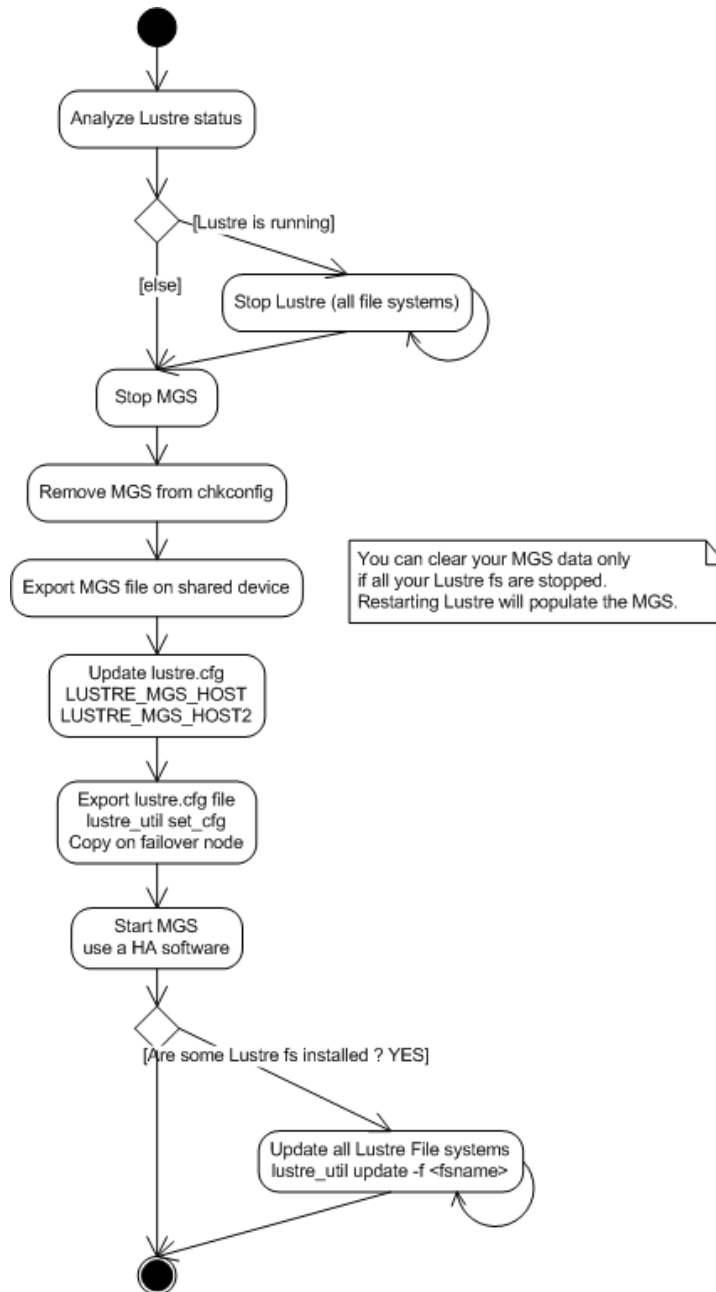 Analyze Lustre status
[Lustre is running]
[else]
Stop Lustre (all file systems)
Stop MGS
Remove MGS from chkconfig
Export MGS file on shared device
You can clear your MGS data only
if all your Lustre fs are stopped.
Restarting Lustre will populate the MGS.
Update lustre.cfg
LUSTRE_MGS_HOST
LUSTRE_MGS_HOST2
Export lustre.cfg file
lustre_util set_cfg
Copy on failover node
Start MGS
use a HA software
[Are some Lustre fs installed ? YES]
Update all Lustre File systems
lustre_util update -f <fsname>